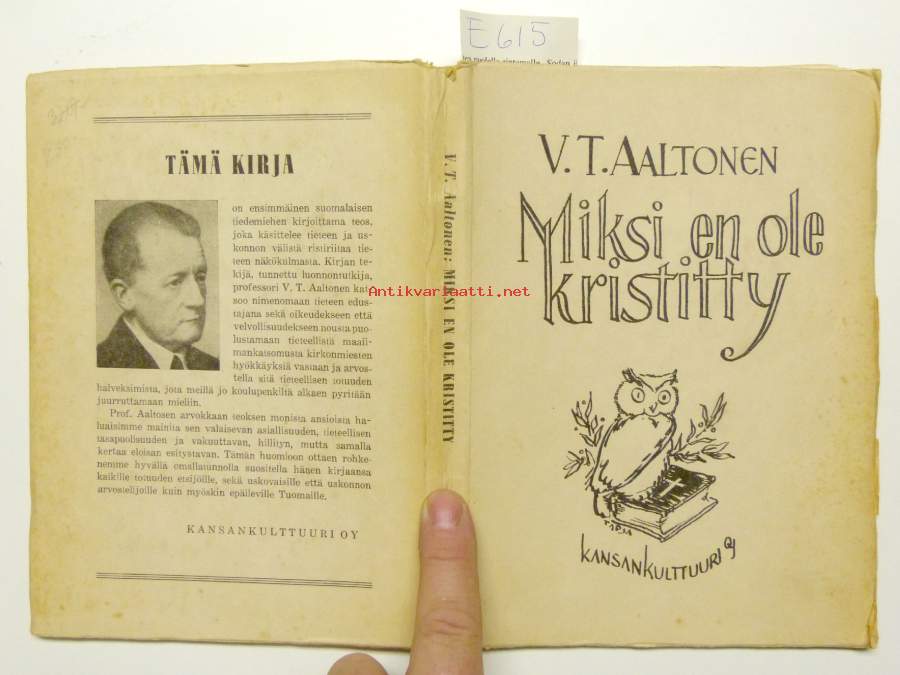 E615
TÄMÄ KIRJA
on ensimmäinen suomalaisen
tiedemiehen kirjoittama teos,
joka käsittelee tieteen ja us-
konnon välistä ristiriitaa tie-
teen näkökulmasta. Kirjan te-
kijä, tunnettu luonnontutkija,
professori V. T. Aaltonen kat-
soo nimenomaan tieteen edus-
tajana sekä oikeudekseen että
velvollisuudekseen nousta puo-
lustamaan tieteellistä maail-
mankatsomusta kirkonmiesten
hyökkäyksiä vastaan ja arvos-
tella sitä tieteellisen totuuden
halveksimista, jota meillä jo koulupenkiltä alkaen pyritään
juurruttamaan mieliin.
Prof. Aaltosen arvokkaan teoksen monista ansioista ha-
luaisimme mainita sen valaisevan asiallisuuden, tieteellisen
tasapuolisuuden ja vakuuttavan, hillityn, mutta samalla
kertaa eloisan esitystavan. Tämän huomioon ottaen rohke-
nemme hyvällä omallatunnolla suositella hänen kirjaansa
kaikille totuuden etsijöille, sekä uskovaisille että uskonnon
arvostelijoille kuin myöskin epäileville Tuomaille.
KANSANKULTTUURI OY
V. T. Aaltonen: MIKSI EN OLE KRISTITTY
V. T. AALTONEN
Miksi en ole
kristitty
TAPJA
KANSANKULTTUURI OY
Antikvariaatti.net